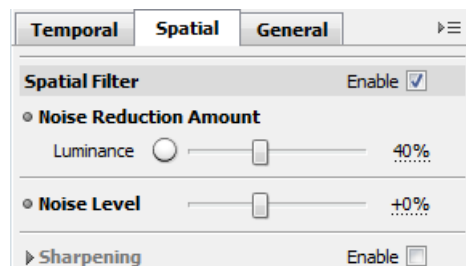 Temporal Spatial General
Spatial Filter Enable
Noise Reduction Amount
Luminance 40%
Noise Level +0%
Sharpening Enable